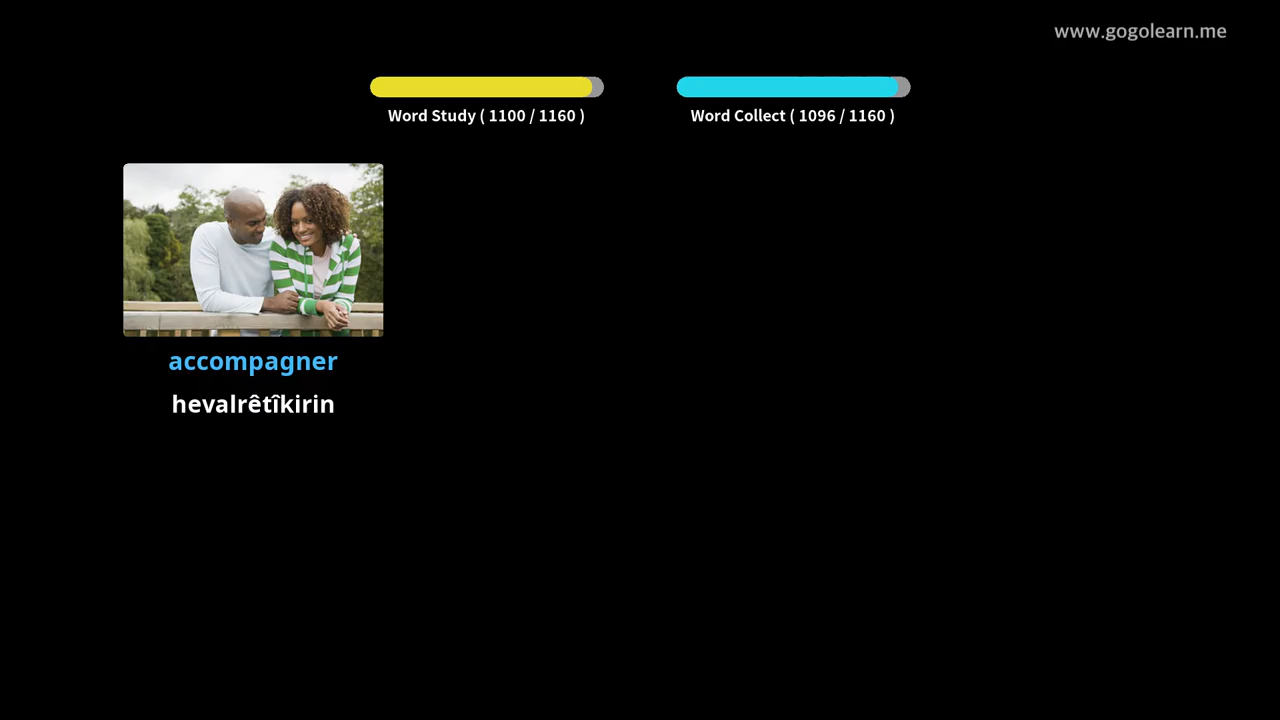 www.gogolearn.me
Word Study ( 1100 / 1160 )
Word Collect ( 1096 / 1160 )
accompagner
hevalrêtîkirin